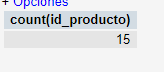 + Opciones
count(id_producto)
15